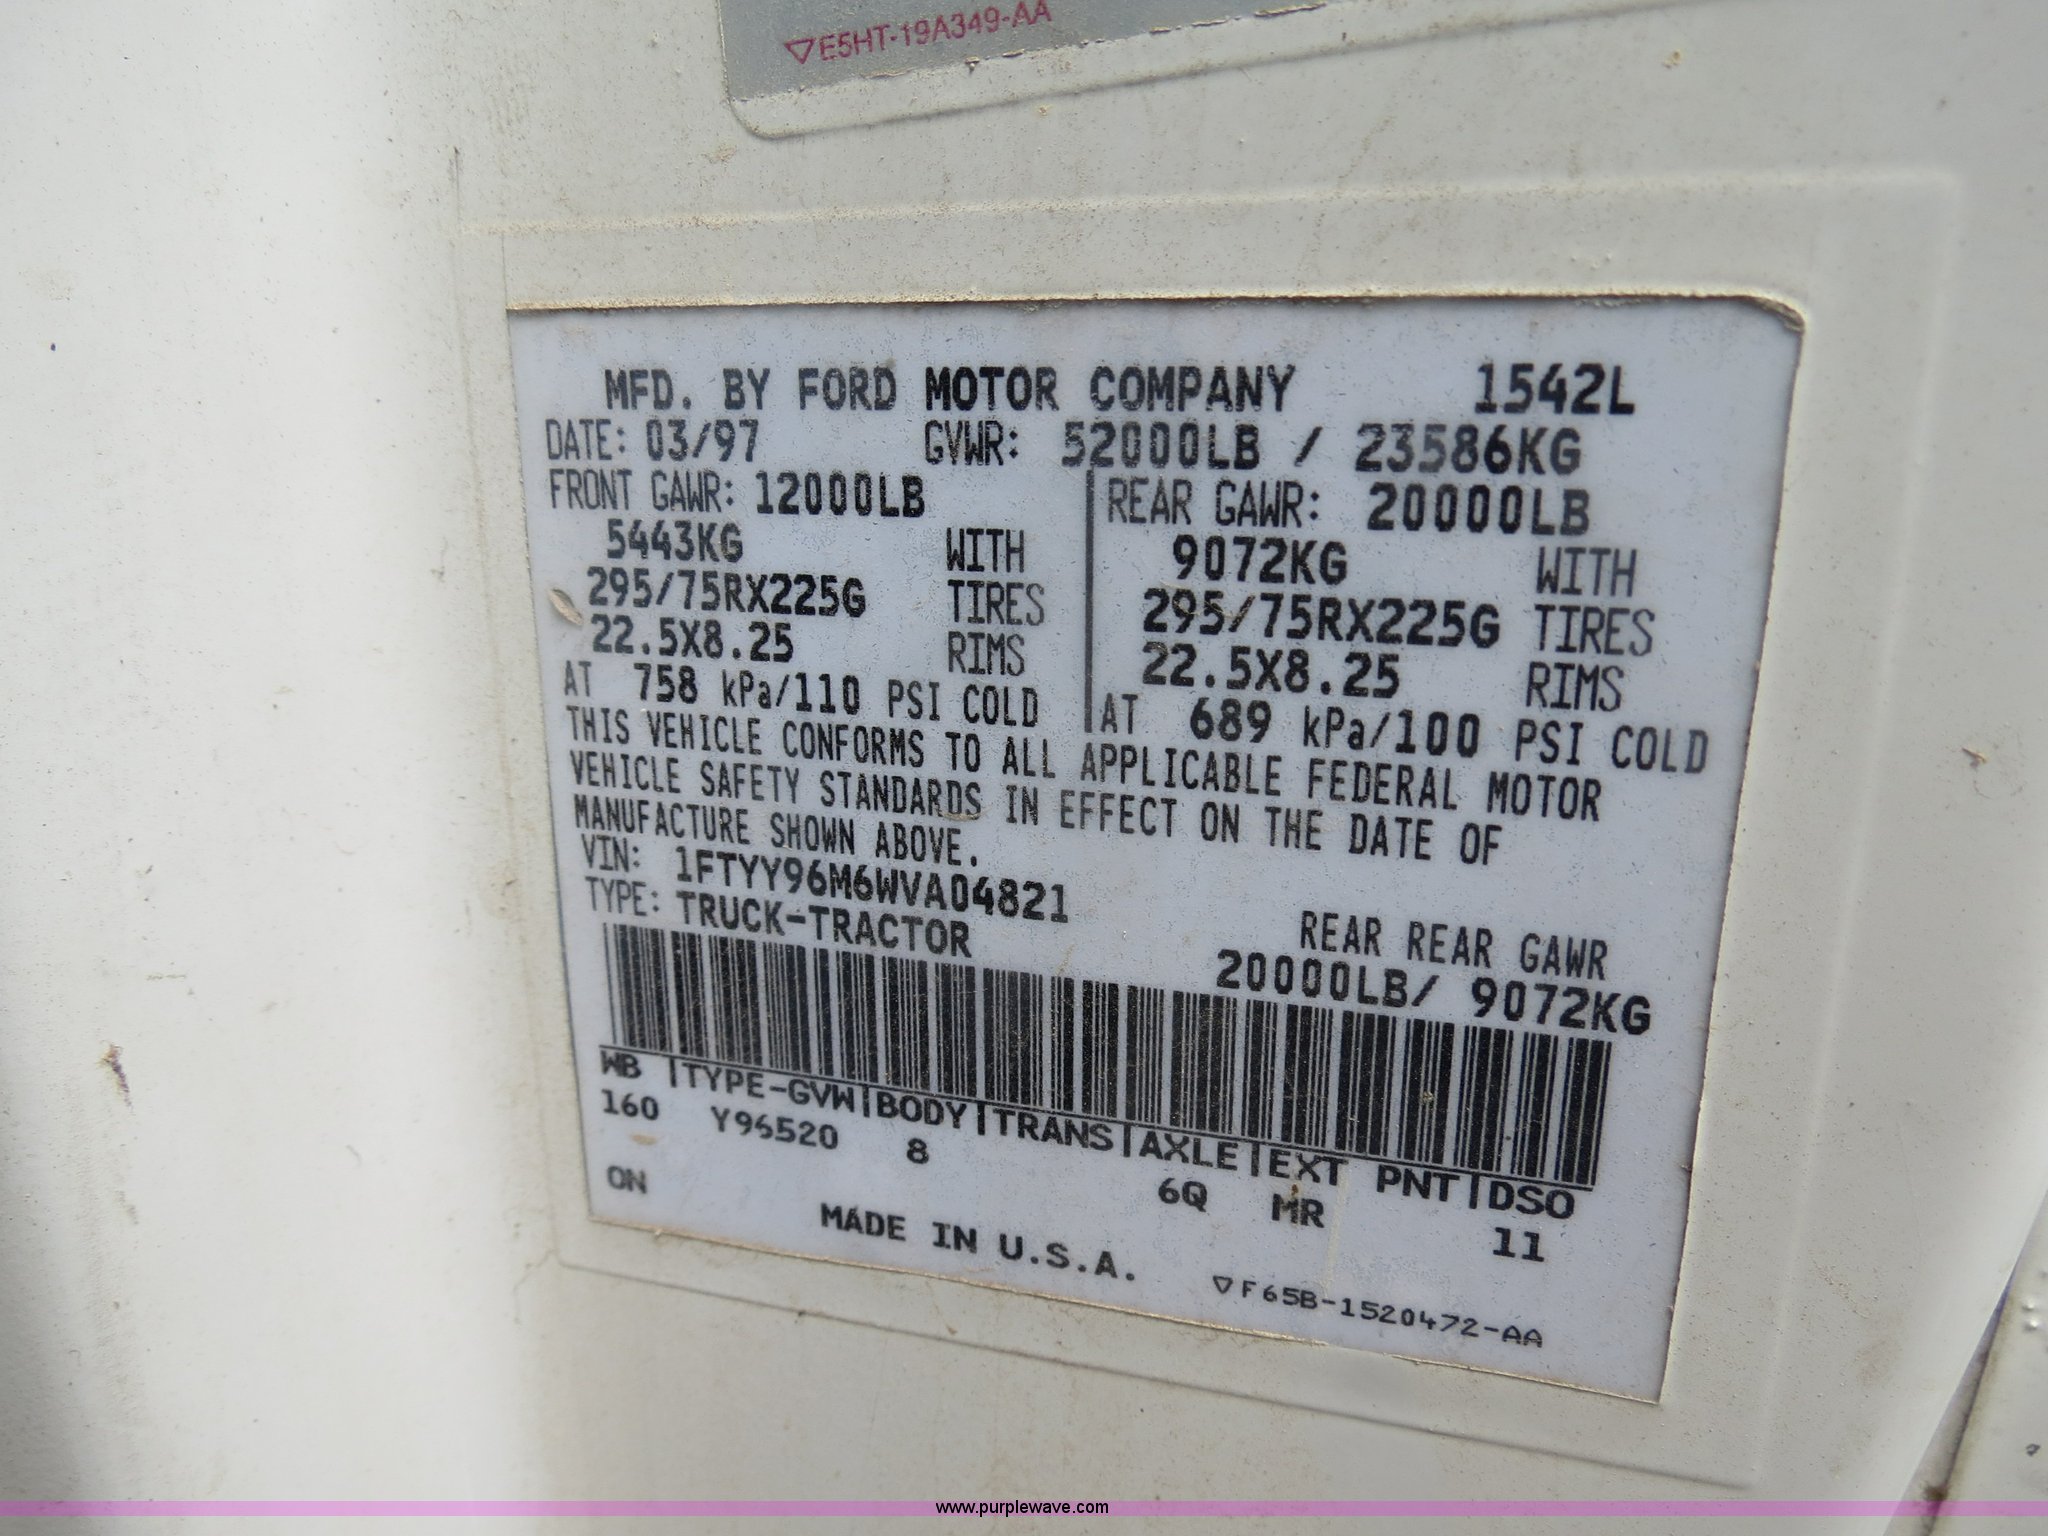 ▽E5HT-19A349-AA
MFD. BY FORD MOTOR COMPANY 1542L
DATE: 03/97 GVWR: 52000LB / 23586KG
FRONT GAWR: 12000LB REAR GAWR: 20000LB
5443KG WITH 9072KG WITH
295/75RX225G TIRES 295/75RX225G TIRES
22.5X8.25 RIMS 22.5X8.25 RIMS
AT 758 kPa/110 PSI COLD AT 689 kPa/100 PSI COLD
THIS VEHICLE CONFORMS TO ALL APPLICABLE FEDERAL MOTOR
VEHICLE SAFETY STANDARDS IN EFFECT ON THE DATE OF
MANUFACTURE SHOWN ABOVE.
VIN: 1FTYY96M6WVA04821
TYPE: TRUCK-TRACTOR REAR REAR GAWR
20000LB/ 9072KG
WB |TYPE-GVW|BODY|TRANS|AXLE|EXT PNT|DSO
160 Y96520 8 6Q MR 11
ON
MADE IN U.S.A.
▽F65B-1520472-AA
www.purplewave.com